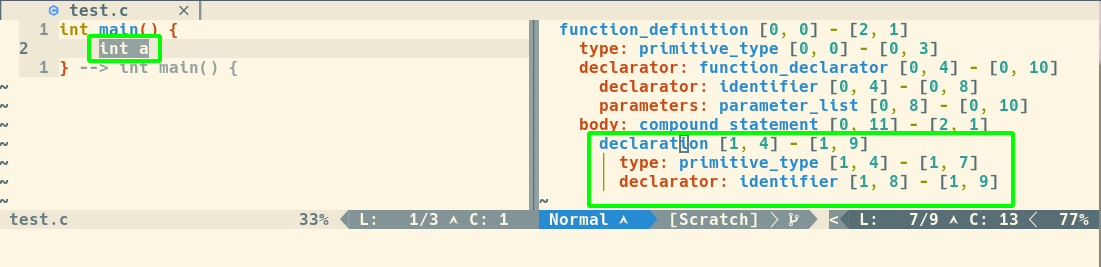 test.c ×
1 int main() {
2 int a
1 } --> int main() {
~
~
~
~
~
~
~
test.c 33% L: 1/3 C: 1
function_definition [0, 0] - [2, 1]
type: primitive_type [0, 0] - [0, 3]
declarator: function_declarator [0, 4] - [0, 10]
declarator: identifier [0, 4] - [0, 8]
parameters: parameter_list [0, 8] - [0, 10]
body: compound_statement [0, 11] - [2, 1]
declaration [1, 4] - [1, 9]
type: primitive_type [1, 4] - [1, 7]
declarator: identifier [1, 8] - [1, 9]
~
Normal [Scratch] < L: 7/9 C: 13 77%